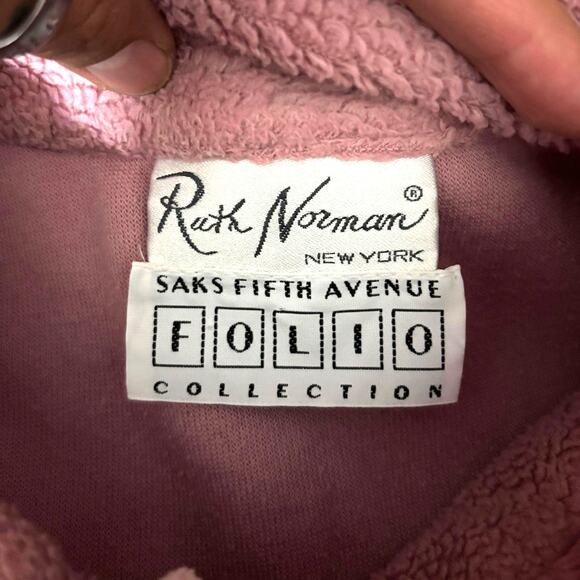 Ruth Norman ®
NEW YORK
SAKS FIFTH AVENUE
FOLIO
COLLECTION